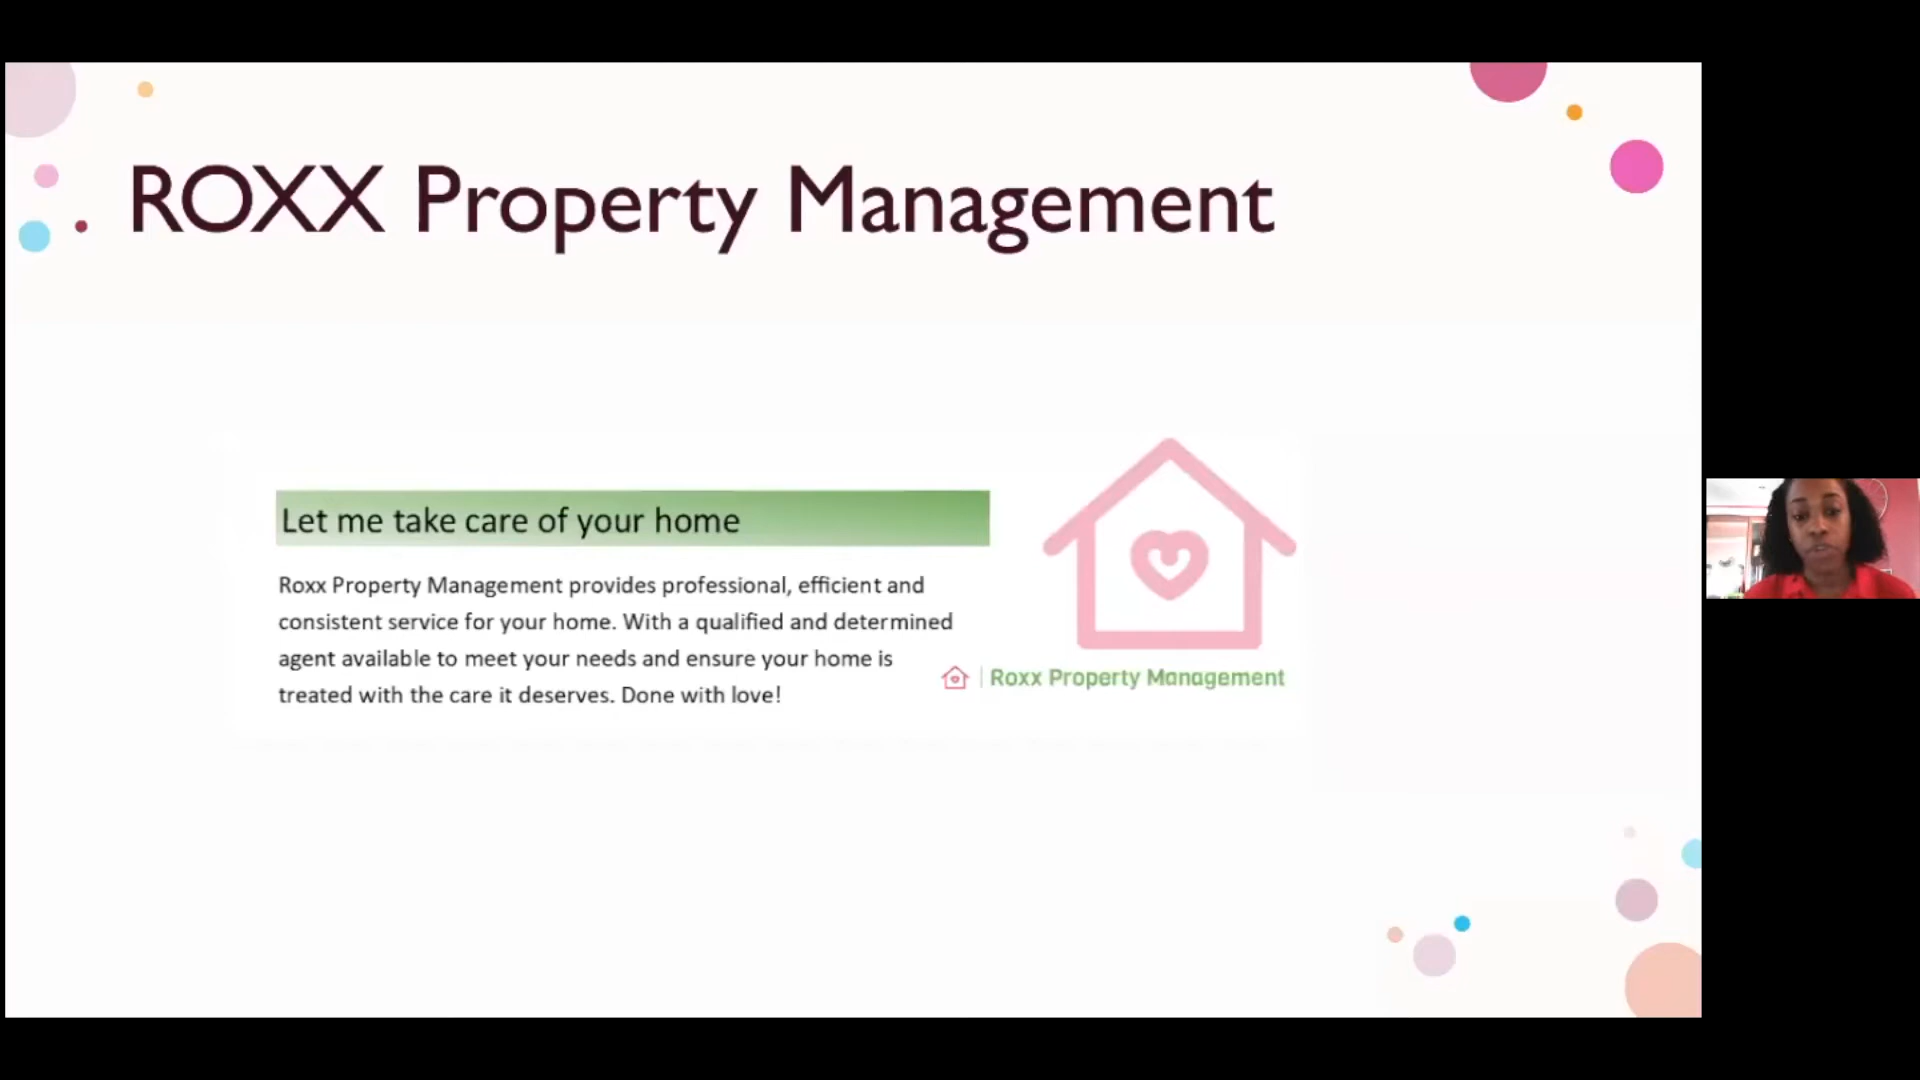 ROXX Property Management
Let me take care of your home
Roxx Property Management provides professional, efficient and
consistent service for your home. With a qualified and determined
agent available to meet your needs and ensure your home is
treated with the care it deserves. Done with love!
Roxx Property Management